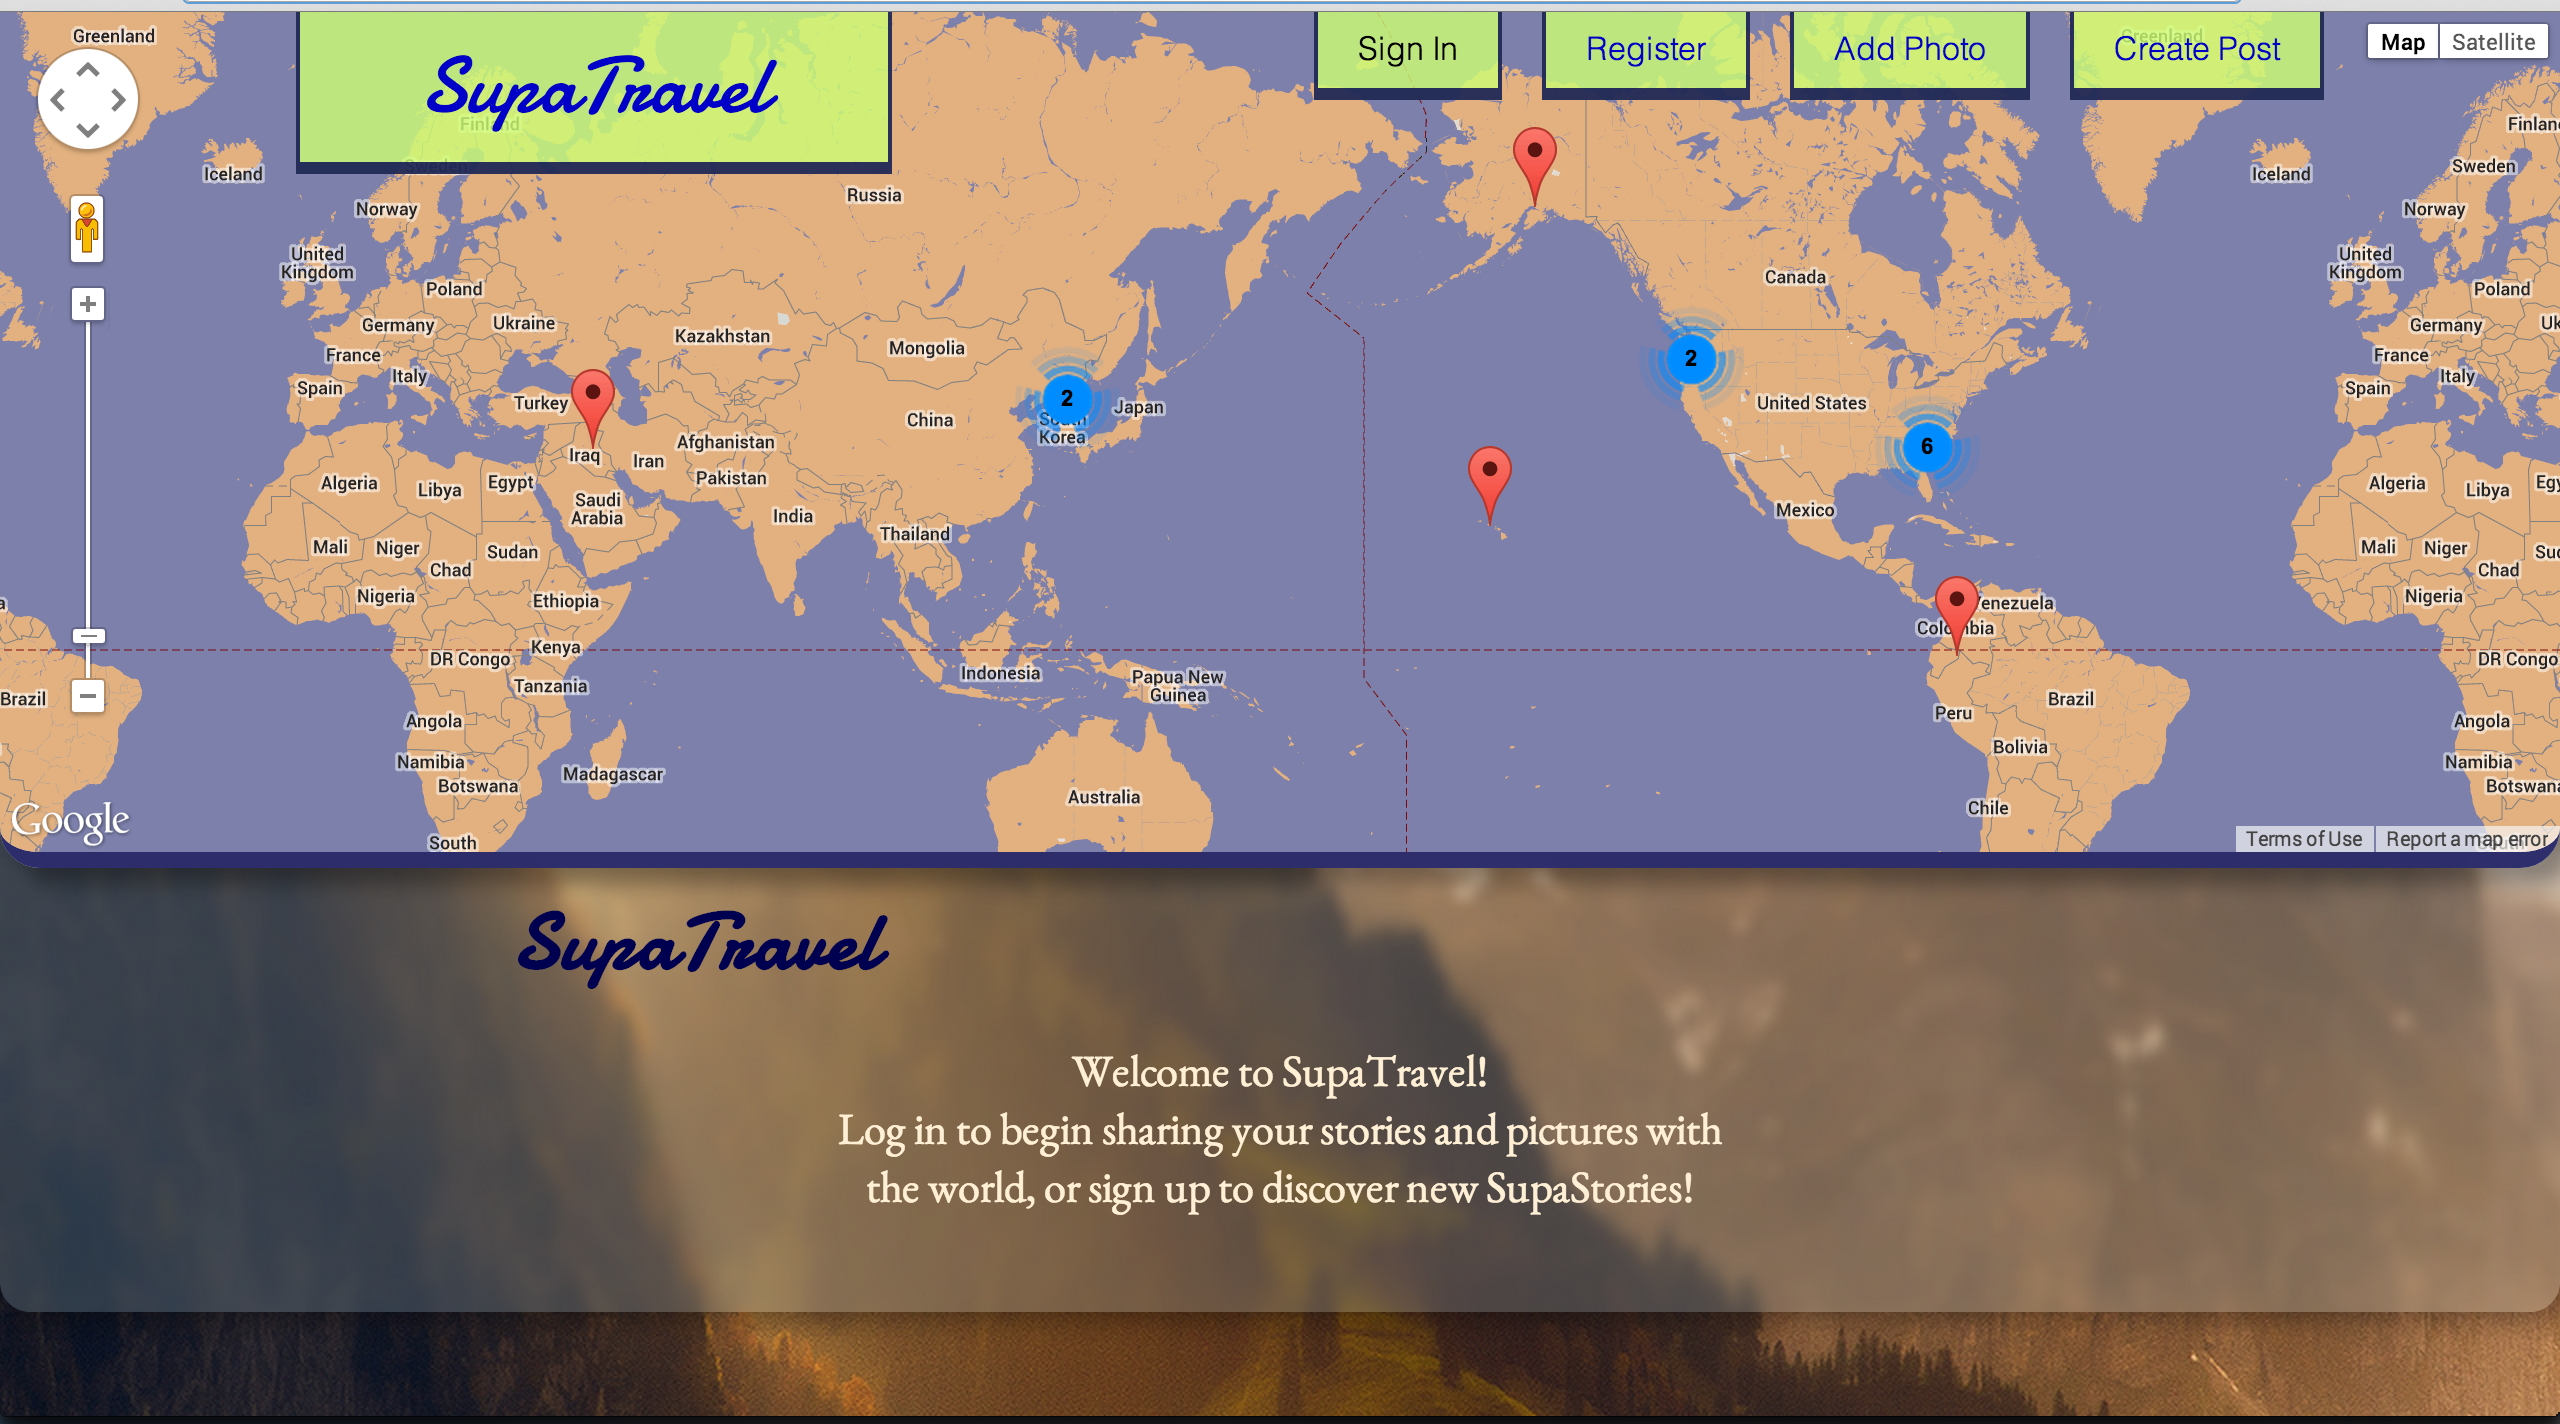 SupaTravel
Sign In
Register
Add Photo
Create Post
Map
Satellite
Greenland
Greenland
Finland
Finlan
Sweden
Sweden
Iceland
Iceland
Russia
Norway
Norway
United
Kingdom
United
Kingdom
Canada
Poland
Poland
Germany
Ukraine
Germany
Uk
Kazakhstan
Mongolia
France
France
Italy
Italy
Spain
Spain
2
2
Turkey
Japan
United States
China
South
Korea
Afghanistan
6
Iraq
Iran
Pakistan
Algeria
Libya
Egypt
Algeria
Libya
Egy
Saudi
Arabia
India
Mexico
Thailand
Mali
Niger
Sudan
Mali
Niger
Suc
Chad
Chad
Nigeria
Ethiopia
Nigeria
a
Venezuela
Colombia
Kenya
DR Congo
DR Congo
Indonesia
Papua New
Guinea
Tanzania
Brazil
Brazil
Peru
Angola
Angola
Bolivia
Namibia
Namibia
Madagascar
Botswana
Botswana
Australia
Chile
Google
South
Terms of Use
Report a map error
SupaTravel
Welcome to SupaTravel!
Log in to begin sharing your stories and pictures with
the world, or sign up to discover new SupaStories!